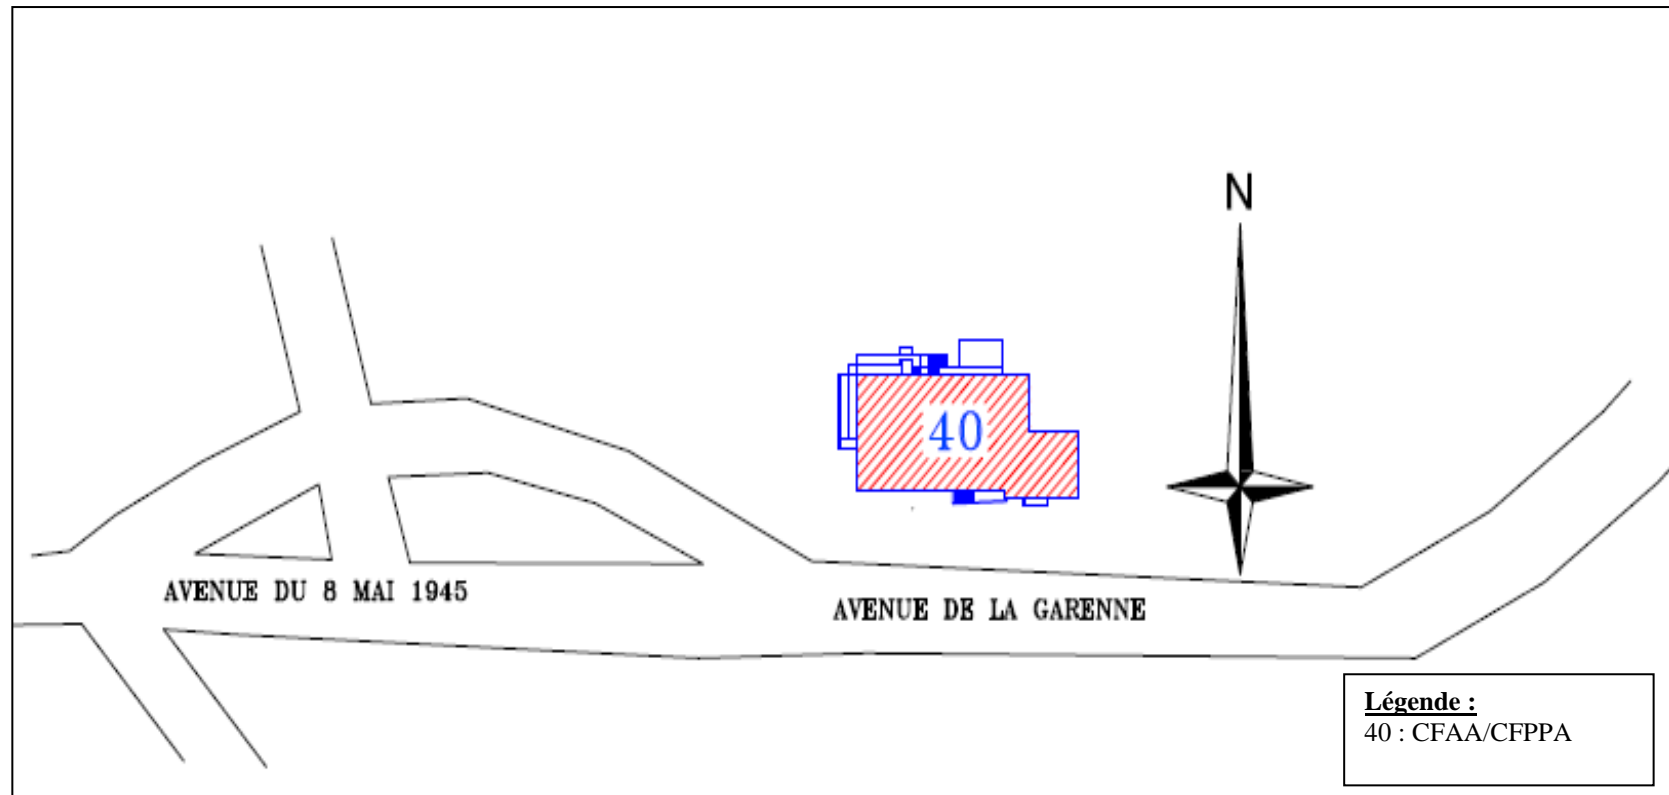 N
40
AVENUE DU 8 MAI 1945
AVENUE DE LA GARENNE
Légende :
40 : CFAA/CFPPA